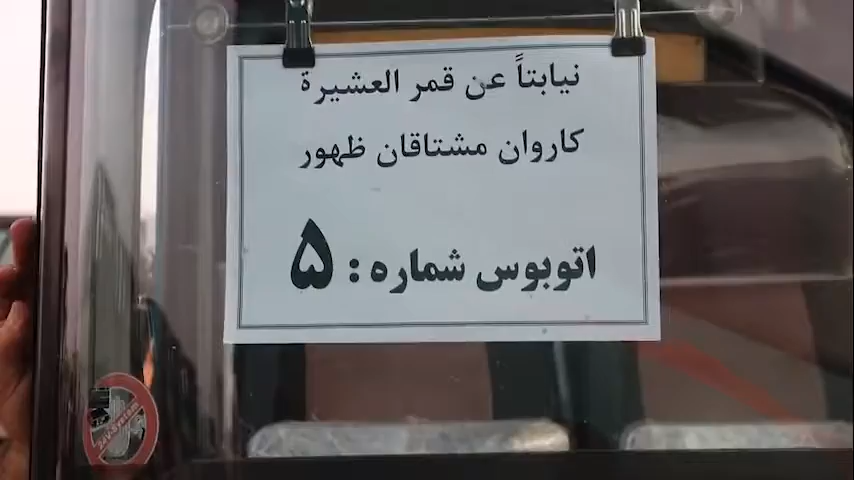 نیابتاً عن قمر العشیرة
کاروان مشتاقان ظهور
اتوبوس شماره : ۵